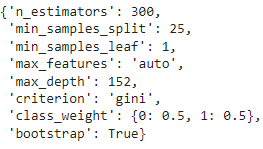 {'n_estimators': 300,
'min_samples_split': 25,
'min_samples_leaf': 1,
'max_features': 'auto',
'max_depth': 152,
'criterion': 'gini',
'class_weight': {0: 0.5, 1: 0.5},
'bootstrap': True}